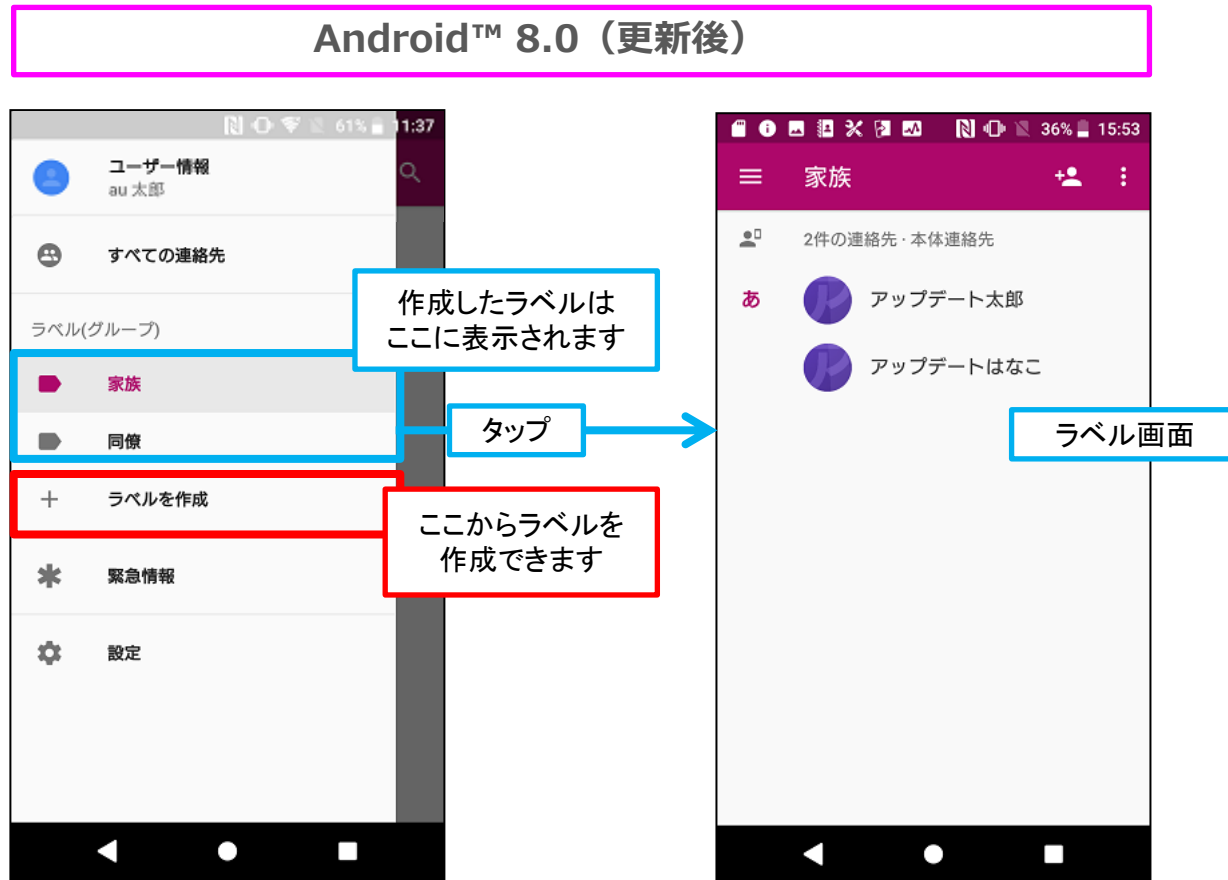 Android™ 8.0（更新後）
61% 11:37
ユーザー情報
au 太郎
すべての連絡先
ラベル(グループ)
家族
同僚
ラベルを作成
緊急情報
設定
作成したラベルは
ここに表示されます
タップ
ここからラベルを
作成できます
36% 15:53
家族
2件の連絡先・本体連絡先
あ アップデート太郎
アップデートはなこ
ラベル画面